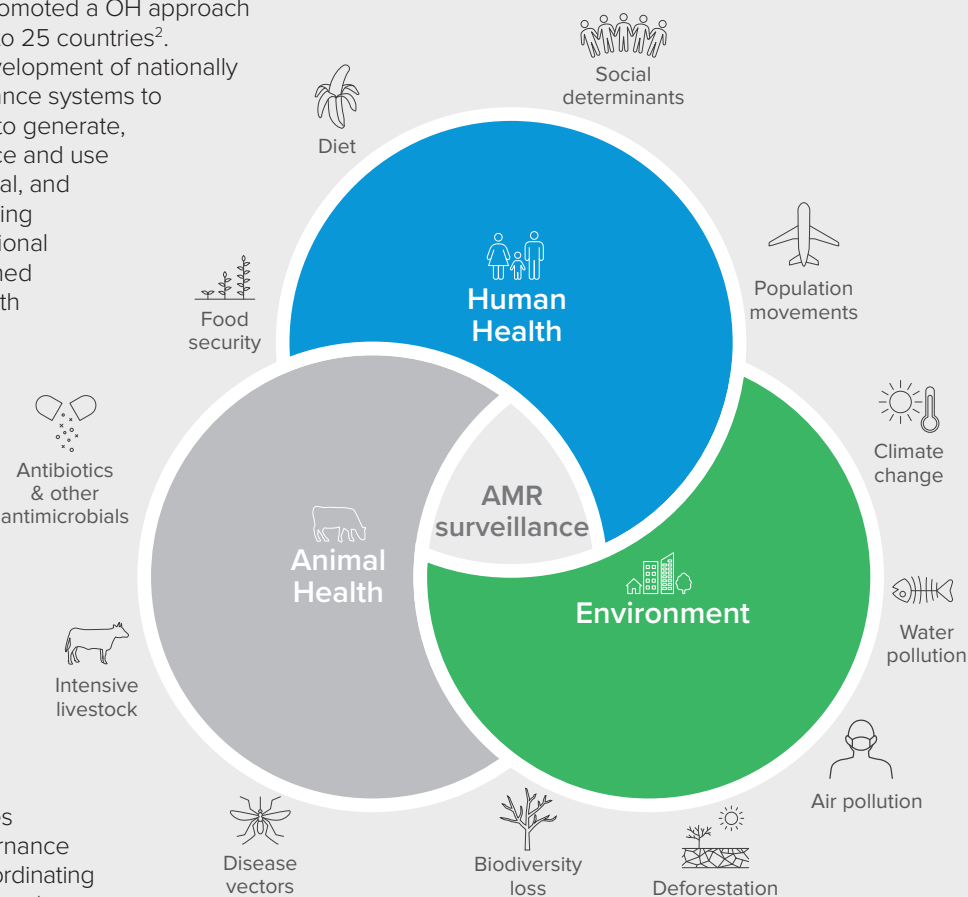 omoted a OH approach
to 25 countries².
velopment of nationally
ance systems to
to generate,
ce and use
al, and
ing
ional
ned
th
Social
determinants
Diet
Population
movements
Food
security
Human
Health
Climate
change
Antibiotics
& other
antimicrobials
AMR
surveillance
Animal
Health
Environment
Water
pollution
Intensive
livestock
Air pollution
es
rnance
ordinating
Disease
vectors
Biodiversity
loss
Deforestation